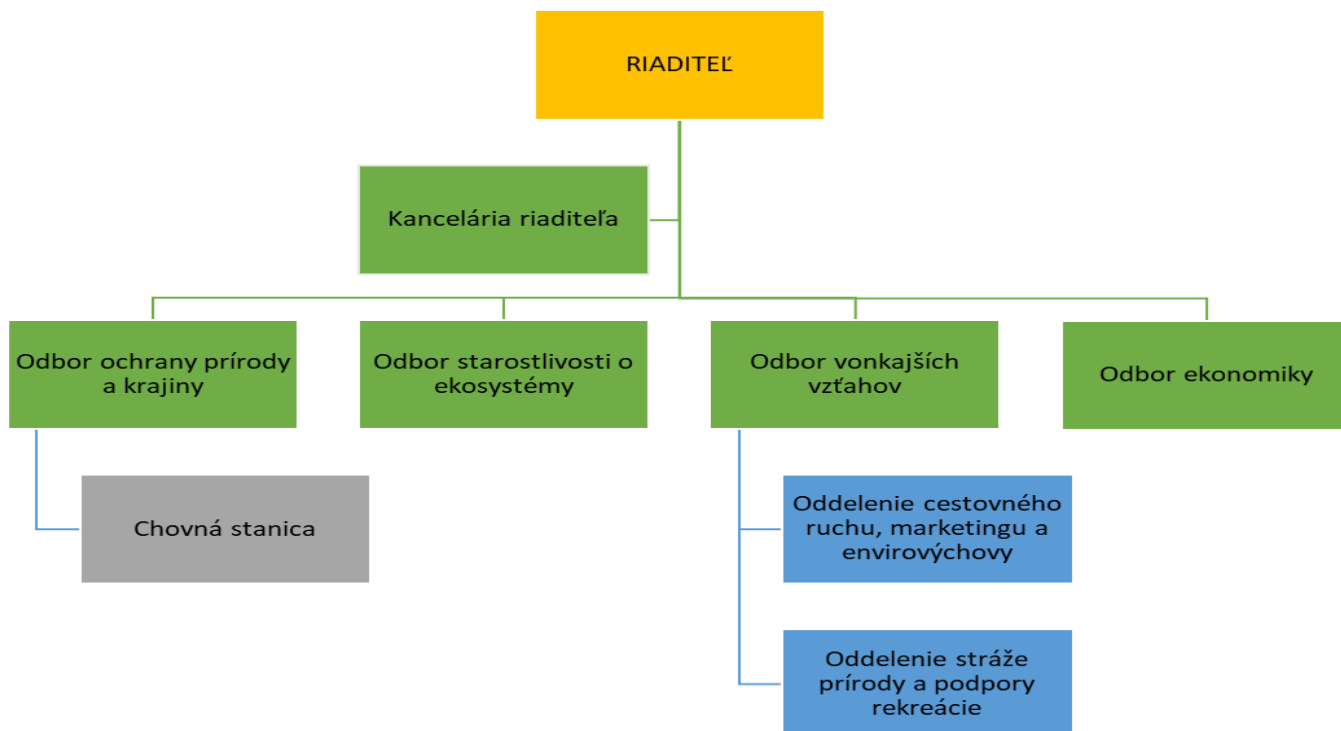 RIADITEĽ
Kancelária riaditeľa
Odbor ochrany prírody
a krajiny
Odbor starostlivosti o
ekosystémy
Odbor vonkajších
vzťahov
Odbor ekonomiky
Chovná stanica
Oddelenie cestovného
ruchu, marketingu a
envirovýchovy
Oddelenie stráže
prírody a podpory
rekreácie